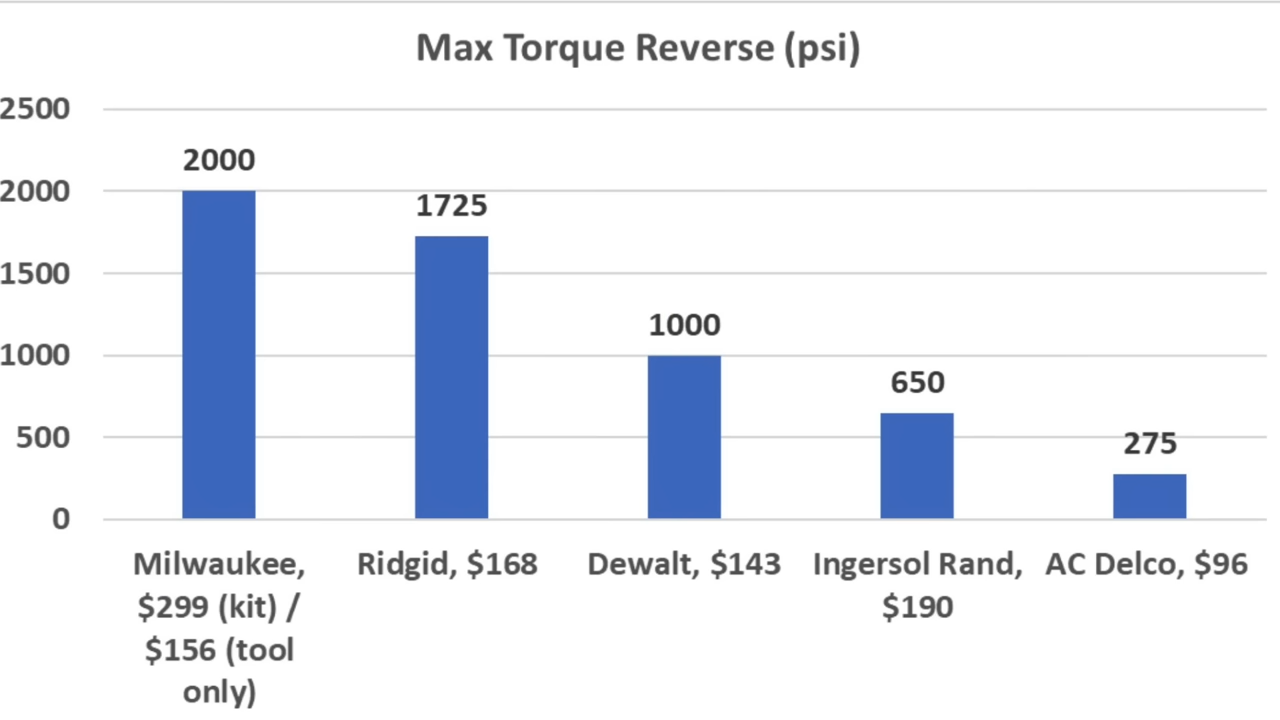 Max Torque Reverse (psi)
2500
2000
1500
1000
500
0
2000
1725
1000
650
275
Milwaukee,
$299 (kit) /
$156 (tool
only)
Ridgid, $168
Dewalt, $143
Ingersol Rand,
$190
AC Delco, $96